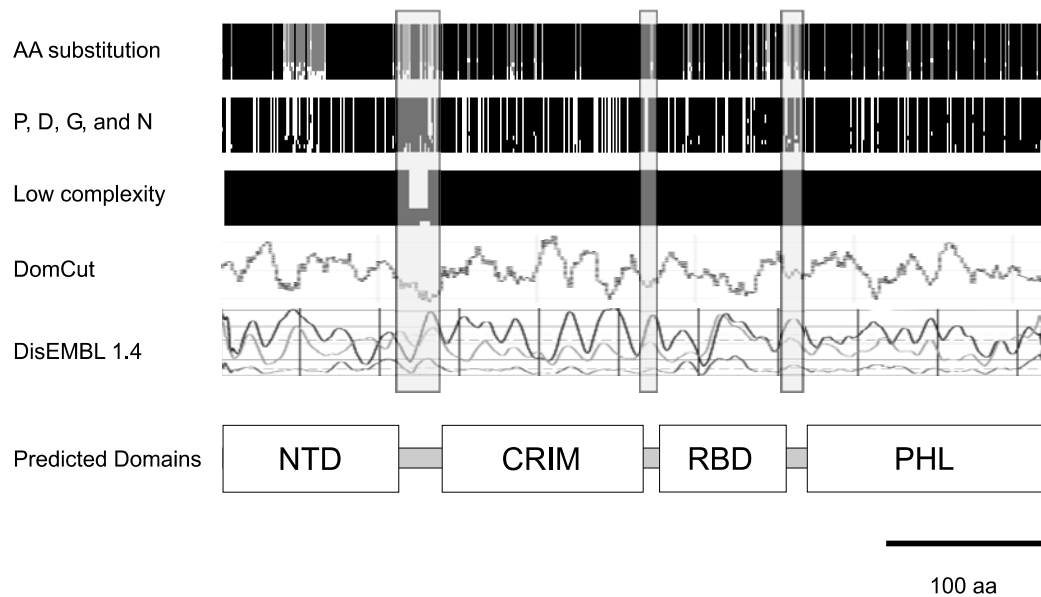 AA substitution
P, D, G, and N
Low complexity
DomCut
DisEMBL 1.4
Predicted Domains
NTD
CRIM
RBD
PHL
100 aa